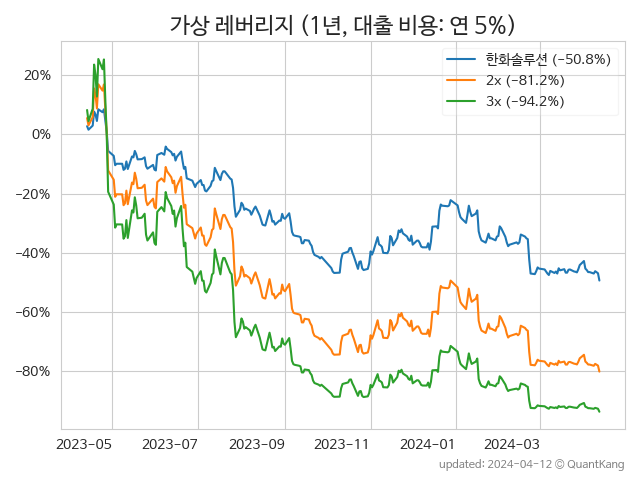 가상 레버리지 (1년, 대출 비용: 연 5%)
한화솔루션 (−50.8%)
2x (−81.2%)
3x (−94.2%)
20%
0%
−20%
−40%
−60%
−80%
2023-05 2023-07 2023-09 2023-11 2024-01 2024-03
updated: 2024-04-12 © QuantKang